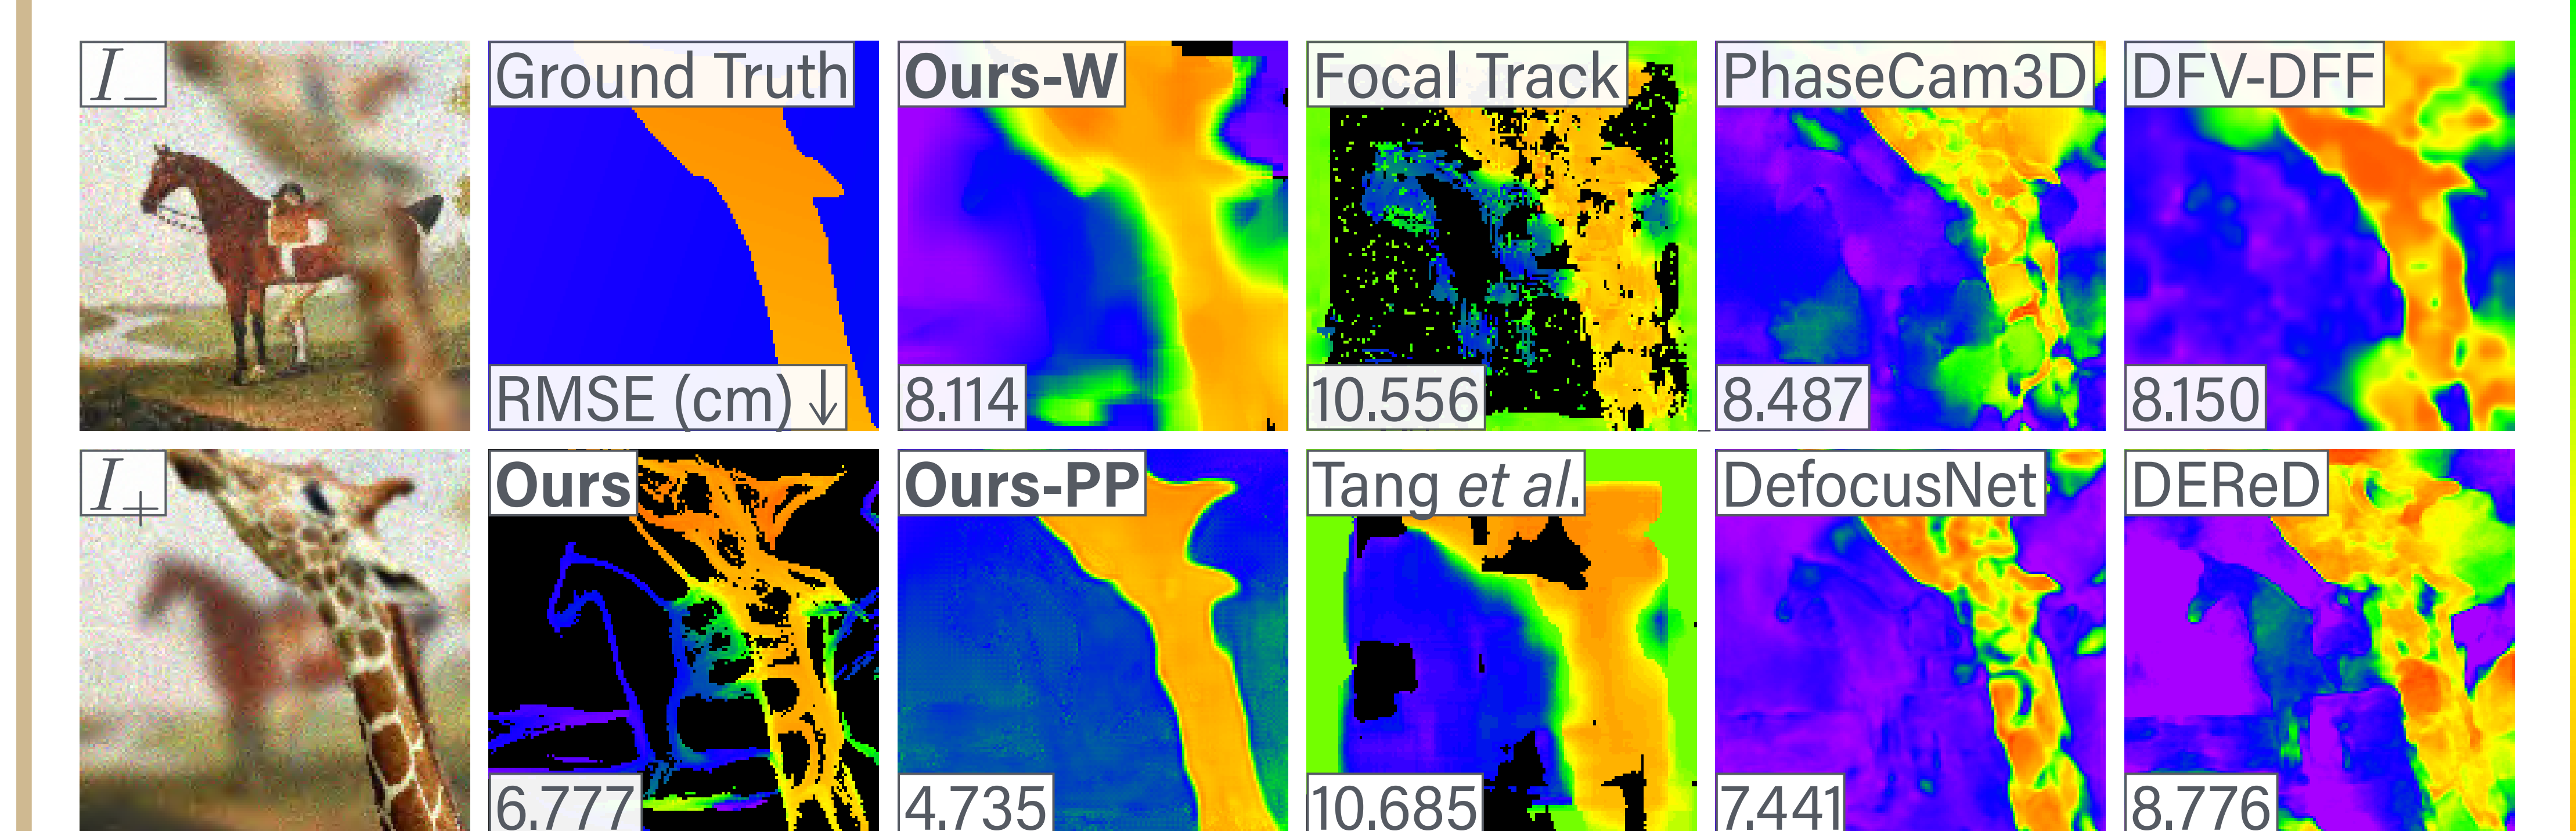 I−
Ground Truth
Ours-W
Focal Track
PhaseCam3D
DFV-DFF
RMSE (cm) ↓
8.114
10.556
8.487
8.150
I+
Ours
Ours-PP
Tang et al.
DefocusNet
DEReD
6.777
4.735
10.685
7.441
8.776